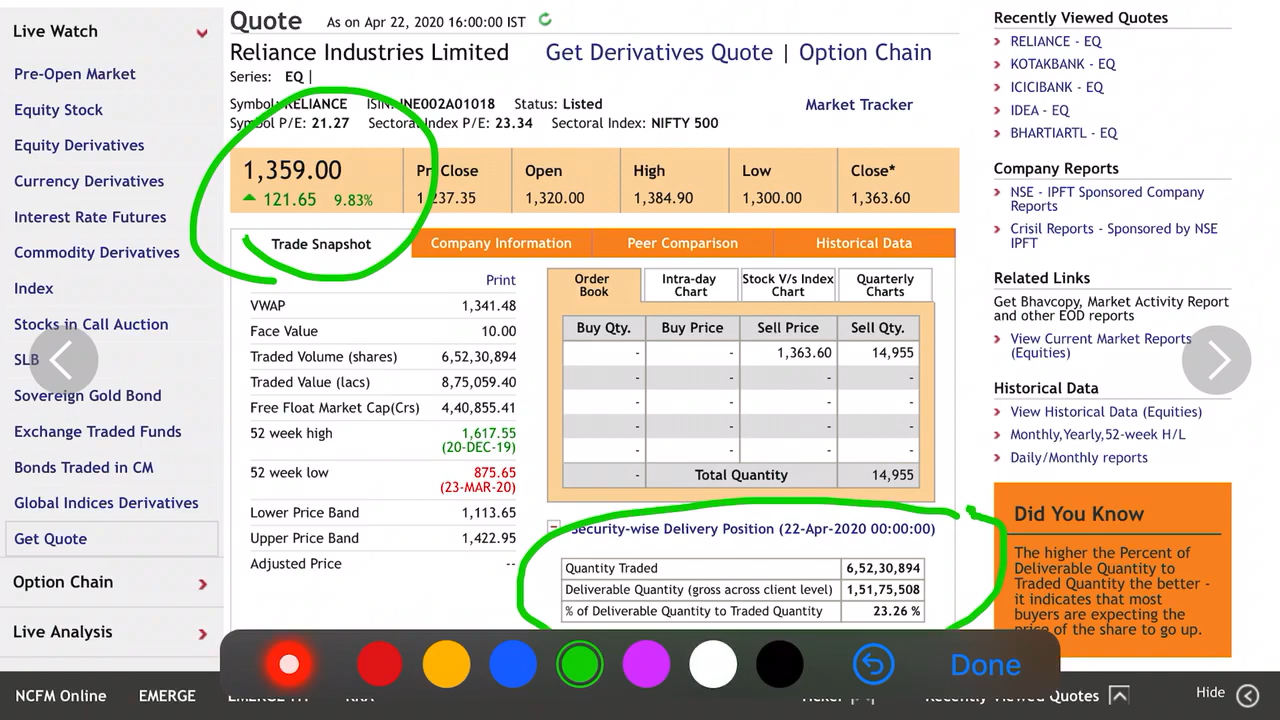 Live Watch
Pre-Open Market
Equity Stock
Equity Derivatives
Currency Derivatives
Interest Rate Futures
Commodity Derivatives
Index
Stocks in Call Auction
SLB
Sovereign Gold Bond
Exchange Traded Funds
Bonds Traded in CM
Global Indices Derivatives
Get Quote
Option Chain
Live Analysis
Quote As on Apr 22, 2020 16:00:00 IST
Reliance Industries Limited Get Derivatives Quote | Option Chain
Series: EQ |
Symbol: RELIANCE ISIN: INE002A01018 Status: Listed Market Tracker
Symbol P/E: 21.27 Sectoral Index P/E: 23.34 Sectoral Index: NIFTY 500
1,359.00 Pr. Close Open High Low Close*
121.65 9.83% 1,237.35 1,320.00 1,384.90 1,300.00 1,363.60
Trade Snapshot Company Information Peer Comparison Historical Data
Print
VWAP 1,341.48
Face Value 10.00
Traded Volume (shares) 6,52,30,894
Traded Value (lacs) 8,75,059.40
Free Float Market Cap(Crs) 4,40,855.41
52 week high 1,617.55
(20-DEC-19)
52 week low 875.65
(23-MAR-20)
Lower Price Band 1,113.65
Upper Price Band 1,422.95
Adjusted Price --
Order Book Intra-day Chart Stock V/s Index Chart Quarterly Charts
Buy Qty. Buy Price Sell Price Sell Qty.
- - 1,363.60 14,955
- - - -
- - - -
- - - -
- - - -
- Total Quantity 14,955
Security-wise Delivery Position (22-Apr-2020 00:00:00)
Quantity Traded 6,52,30,894
Deliverable Quantity (gross across client level) 1,51,75,508
% of Deliverable Quantity to Traded Quantity 23.26 %
Recently Viewed Quotes
RELIANCE - EQ
KOTAKBANK - EQ
ICICIBANK - EQ
IDEA - EQ
BHARTIARTL - EQ
Company Reports
NSE - IPFT Sponsored Company
Reports
Crisil Reports - Sponsored by NSE
IPFT
Related Links
Get Bhavcopy, Market Activity Report
and other EOD reports
View Current Market Reports
(Equities)
Historical Data
View Historical Data (Equities)
Monthly,Yearly,52-week H/L
Daily/Monthly reports
Did You Know
The higher the Percent of
Deliverable Quantity to
Traded Quantity the better -
it indicates that most
buyers are expecting the
price of the share to go up.
Done
NCFM Online EMERGE Recently Viewed Quotes Hide